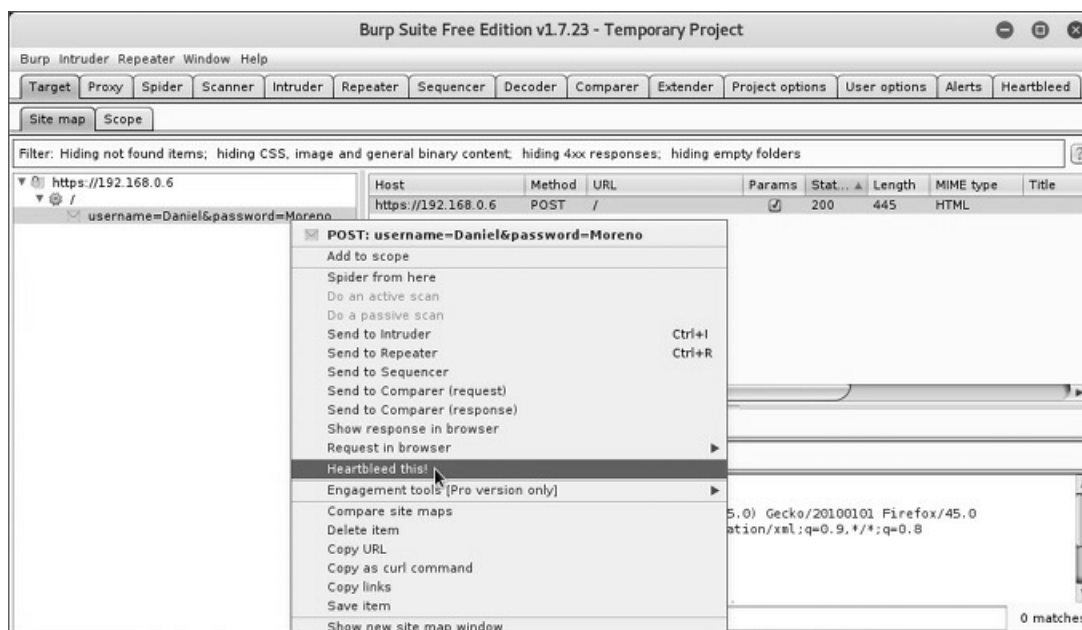 Burp Suite Free Edition v1.7.23 - Temporary Project
Burp Intruder Repeater Window Help
Target Proxy Spider Scanner Intruder Repeater Sequencer Decoder Comparer Extender Project options User options Alerts Heartbleed
Site map Scope
Filter: Hiding not found items; hiding CSS, image and general binary content; hiding 4xx responses; hiding empty folders ?
https://192.168.0.6
/
username=Daniel&password=Moreno
Host Method URL Params Stat... Length MIME type Title
https://192.168.0.6 POST / 200 445 HTML
POST: username=Daniel&password=Moreno
Add to scope
Spider from here
Do an active scan
Do a passive scan
Send to Intruder Ctrl+I
Send to Repeater Ctrl+R
Send to Sequencer
Send to Comparer (request)
Send to Comparer (response)
Show response in browser
Request in browser
Heartbleed this!
Engagement tools [Pro version only]
Compare site maps
Delete item
Copy URL
Copy as curl command
Copy links
Save item
Show new site map window
5.0) Gecko/20100101 Firefox/45.0
ation/xml;q=0.9,*/*;q=0.8
0 matches